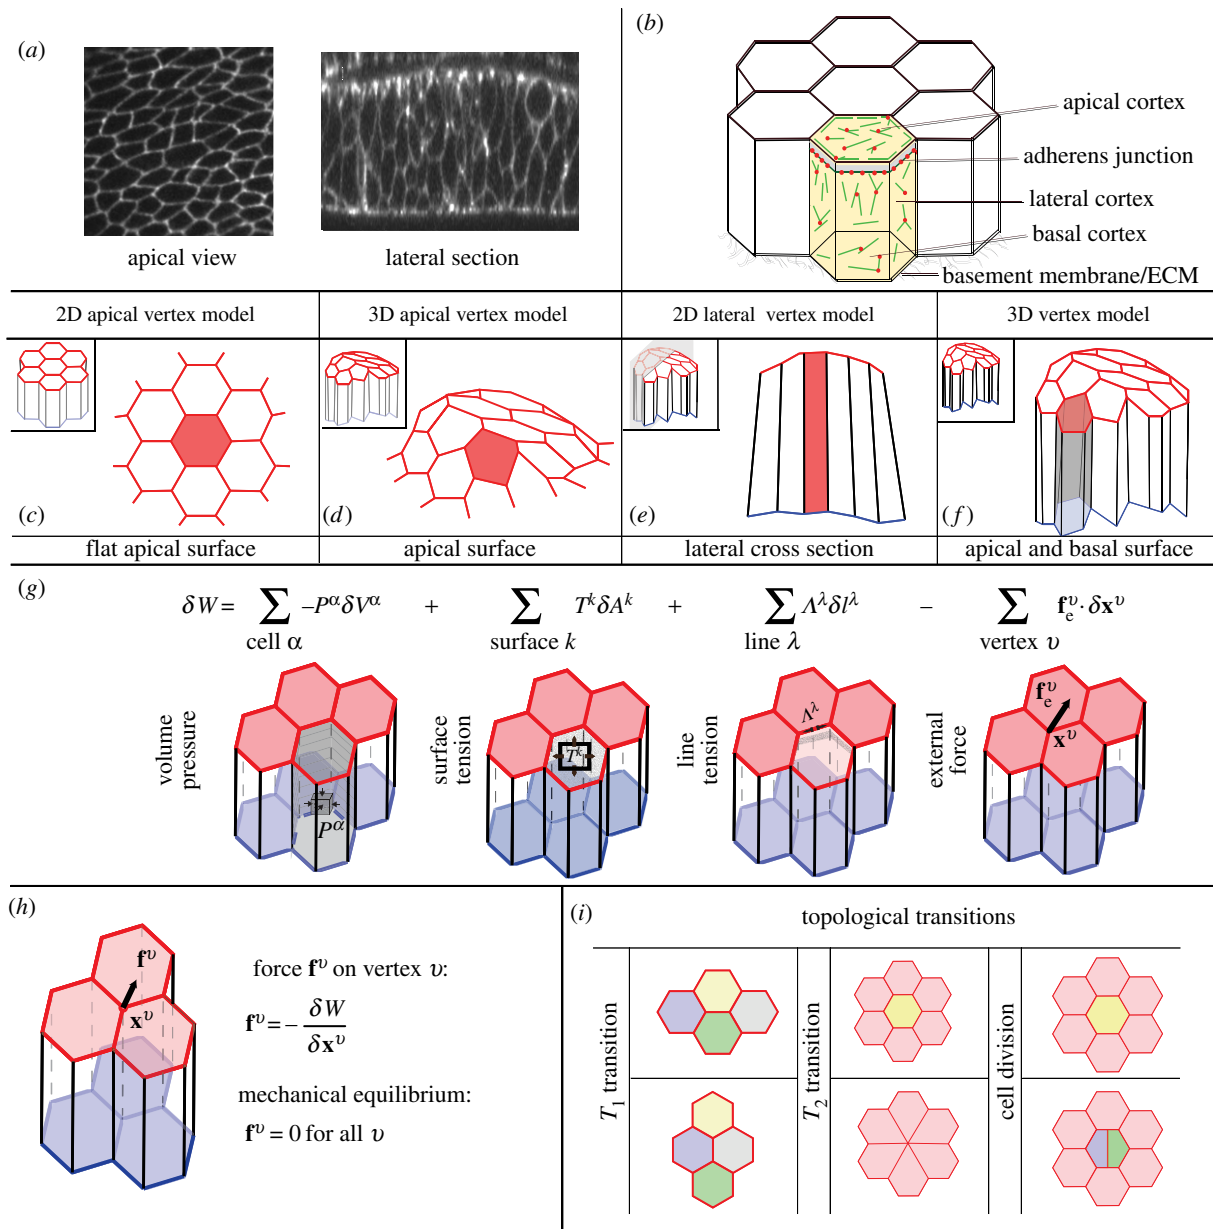 (a)
apical view
lateral section
(b)
apical cortex
adherens junction
lateral cortex
basal cortex
basement membrane/ECM
2D apical vertex model
3D apical vertex model
2D lateral vertex model
3D vertex model
(c)
(d)
(e)
(f)
flat apical surface
apical surface
lateral cross section
apical and basal surface
(g)
δW = ∑ –P^α δV^α + ∑ T^k δA^k + ∑ Λ^λ δl^λ – ∑ f_e^υ · δx^υ
cell α
surface k
line λ
vertex υ
volume pressure
P^α
surface tension
T^k
line tension
Λ^λ
external force
f_e^υ
x^υ
(h)
f^υ
x^υ
force f^υ on vertex υ:
f^υ = – δW / δx^υ
mechanical equilibrium:
f^υ = 0 for all υ
(i)
topological transitions
T_1 transition
T_2 transition
cell division